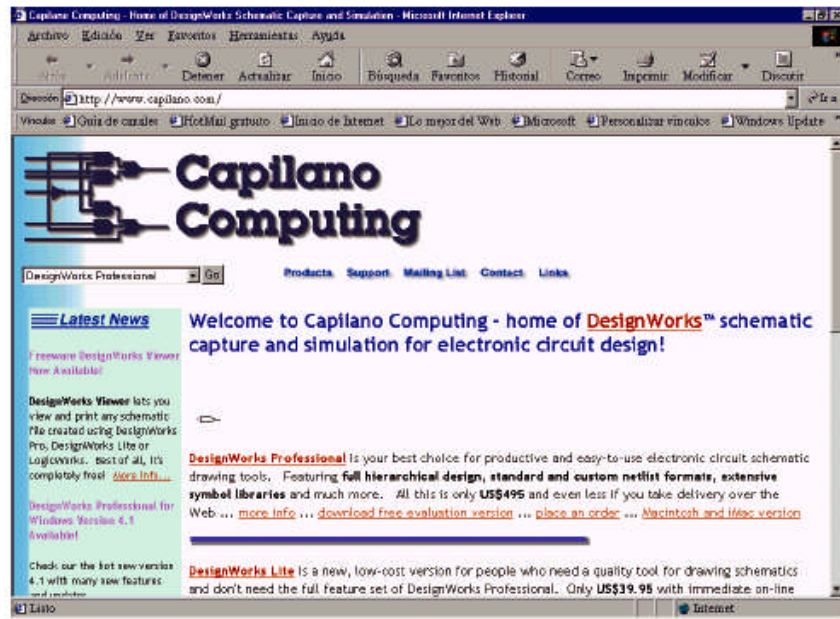 Capilano Computing - Home of DesignWorks Schematic Capture and Simulation - Microsoft Internet Explorer
Archivo Edición Ver Favoritos Herramientas Ayuda
Atrás Adelante Detener Actualizar Inicio Búsqueda Favoritos Historial Correo Imprimir Modificar Discutir
Dirección http://www.capilano.com/ Ir a
Vínculos Guía de canales HotMail gratuito Inicio de Internet Lo mejor del Web Microsoft Personalizar vínculos Windows Update
Capilano
Computing
DesignWorks Professional Go
Products Support Mailing List Contact Links
Latest News
Freeware DesignWorks Viewer
Now Available!
DesignWorks Viewer lets you
view and print any schematic
file created using DesignWorks
Pro, DesignWorks Lite or
LogicWorks. Best of all, it's
completely free! More Info...
DesignWorks Professional for
Windows Version 4.1
Available!
Check our the hot new version
4.1 with many new features
and updates
Welcome to Capilano Computing - home of DesignWorks™ schematic
capture and simulation for electronic circuit design!
DesignWorks Professional is your best choice for productive and easy-to-use electronic circuit schematic
drawing tools. Featuring full hierarchical design, standard and custom netlist formats, extensive
symbol libraries and much more. All this is only US$495 and even less if you take delivery over the
Web ... more info ... download free evaluation version ... place an order ... Macintosh and iMac version
DesignWorks Lite is a new, low-cost version for people who need a quality tool for drawing schematics
and don't need the full feature set of DesignWorks Professional. Only US$39.95 with immediate on-line
Listo Internet